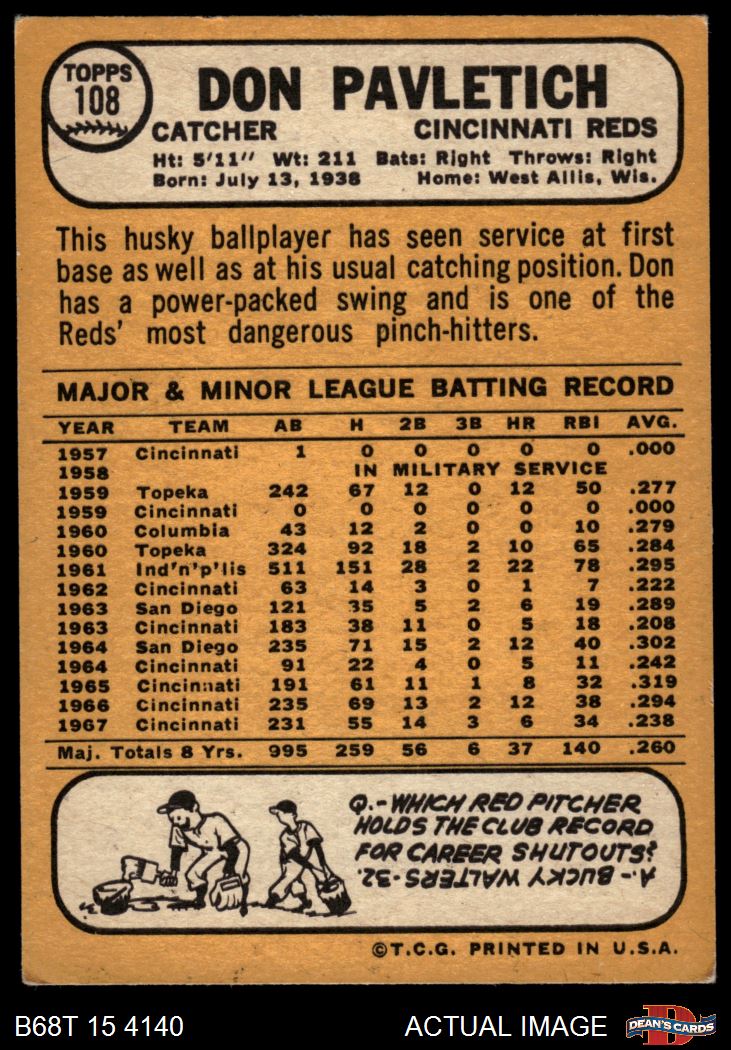 TOPPS
108
DON PAVLETICH
CATCHER CINCINNATI REDS
Ht: 5'11" Wt: 211 Bats: Right Throws: Right
Born: July 13, 1938 Home: West Allis, Wis.
This husky ballplayer has seen service at first
base as well as at his usual catching position. Don
has a power-packed swing and is one of the
Reds' most dangerous pinch-hitters.
MAJOR & MINOR LEAGUE BATTING RECORD
YEAR TEAM AB H 2B 3B HR RBI AVG.
1957 Cincinnati 1 0 0 0 0 0 .000
1958 IN MILITARY SERVICE
1959 Topeka 242 67 12 0 12 50 .277
1959 Cincinnati 0 0 0 0 0 0 .000
1960 Columbia 43 12 2 0 0 10 .279
1960 Topeka 324 92 18 2 10 65 .284
1961 Ind'n'p'lis 511 151 28 2 22 78 .295
1962 Cincinnati 63 14 3 0 1 7 .222
1963 San Diego 121 35 5 2 6 19 .289
1963 Cincinnati 183 38 11 0 5 18 .208
1964 San Diego 235 71 15 2 12 40 .302
1964 Cincinnati 91 22 4 0 5 11 .242
1965 Cincinnati 191 61 11 1 8 32 .319
1966 Cincinnati 235 69 13 2 12 38 .294
1967 Cincinnati 231 55 14 3 6 34 .238
Maj. Totals 8 Yrs. 995 259 56 6 37 140 .260
Q.-WHICH RED PITCHER
HOLDS THE CLUB RECORD
FOR CAREER SHUTOUTS?
A.-BUCKY WALTERS-32.
©T.C.G. PRINTED IN U.S.A.
B68T 15 4140 ACTUAL IMAGE
D
DEAN'S CARDS